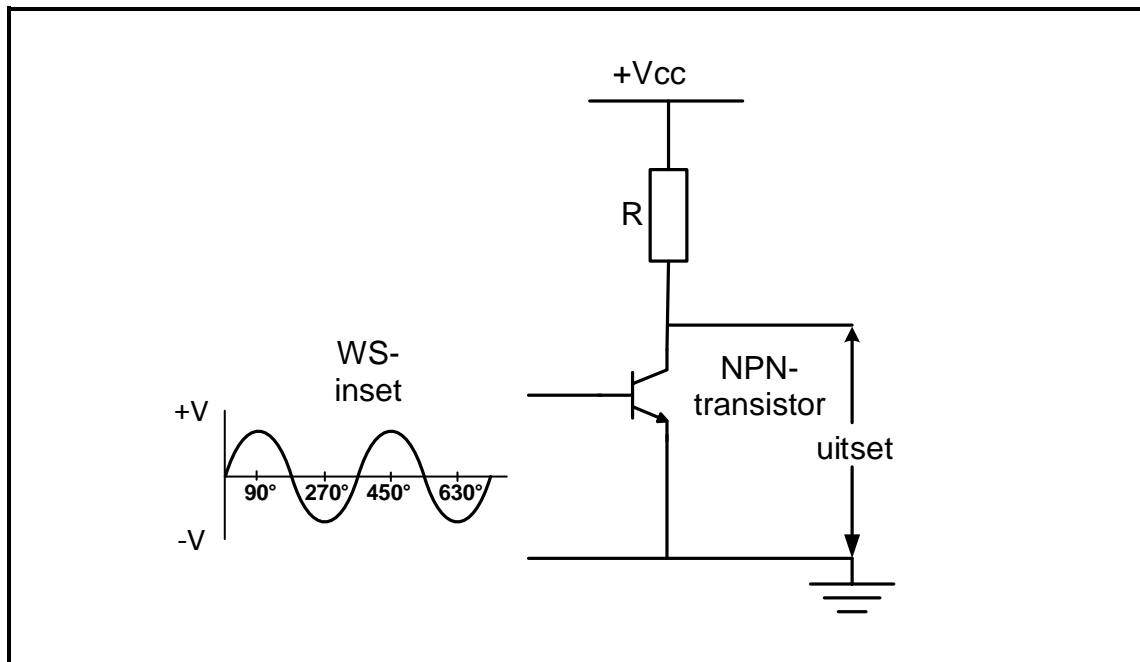 +Vcc
R
WS-
inset
NPN-
transistor
+V
uitset
90° 270° 450° 630°
-V